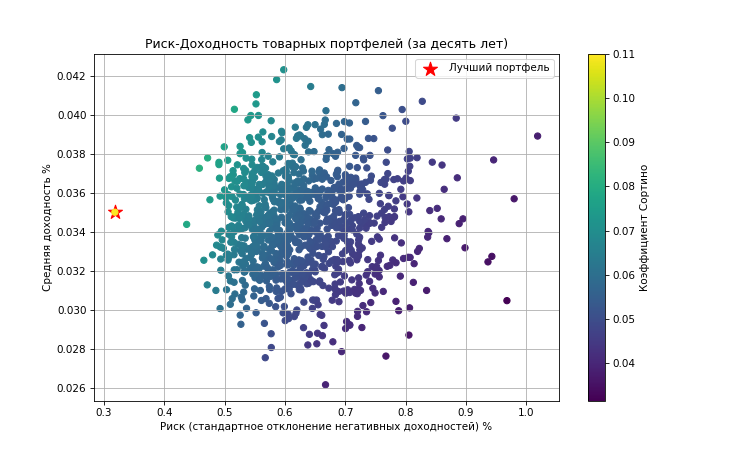 Риск-Доходность товарных портфелей (за десять лет)
Лучший портфель
Средняя доходность %
0.042
0.040
0.038
0.036
0.034
0.032
0.030
0.028
0.026
0.3 0.4 0.5 0.6 0.7 0.8 0.9 1.0
Риск (стандартное отклонение негативных доходностей) %
0.11
0.10
0.09
0.08
0.07
0.06
0.05
0.04
Коэффициент Сортино